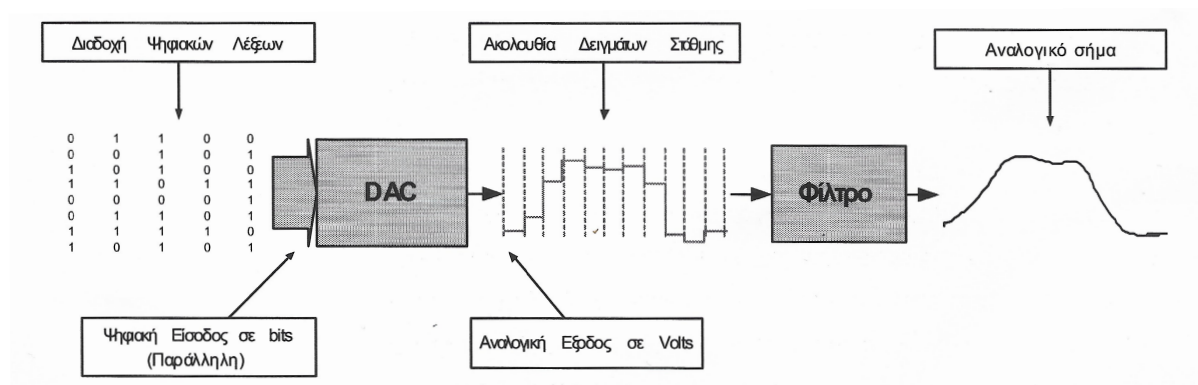 Διαδοχή Ψηφιακών Λέξεων
Ακολουθία Δειγμάτων Στάθμης
Αναλογικό σήμα
0 1 1 0 0
0 0 1 0 1
1 0 1 0 0
1 1 0 1 1
0 0 0 0 1
0 1 1 0 1
1 1 1 1 0
1 0 1 0 1
DAC
Φίλτρο
Ψηφιακή Είσοδος σε bits
(Παράλληλη)
Αναλογική Εξοδος σε Volts